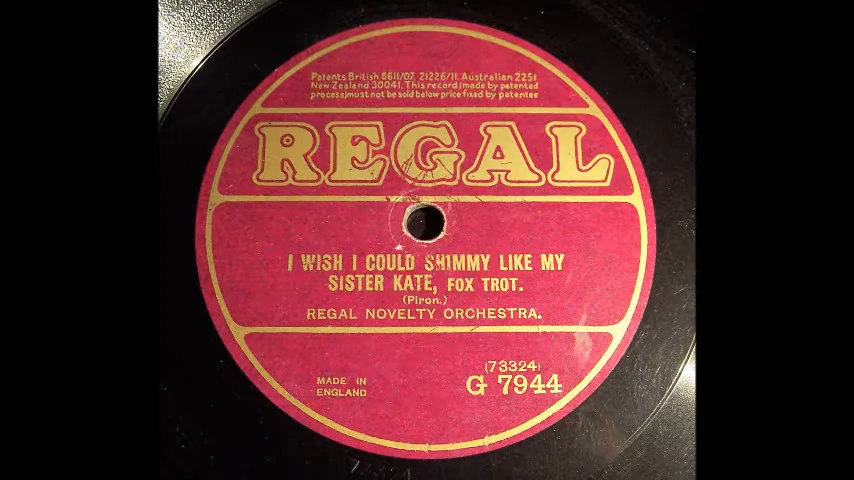 Patents British 6611/07, 21226/11. Australian 2251
New Zealand 30041. This record (made by patented
process) must not be sold below price fixed by patentee
REGAL
I WISH I COULD SHIMMY LIKE MY
SISTER KATE, FOX TROT.
(Piron.)
REGAL NOVELTY ORCHESTRA.
(73324)
MADE IN
ENGLAND
G 7944